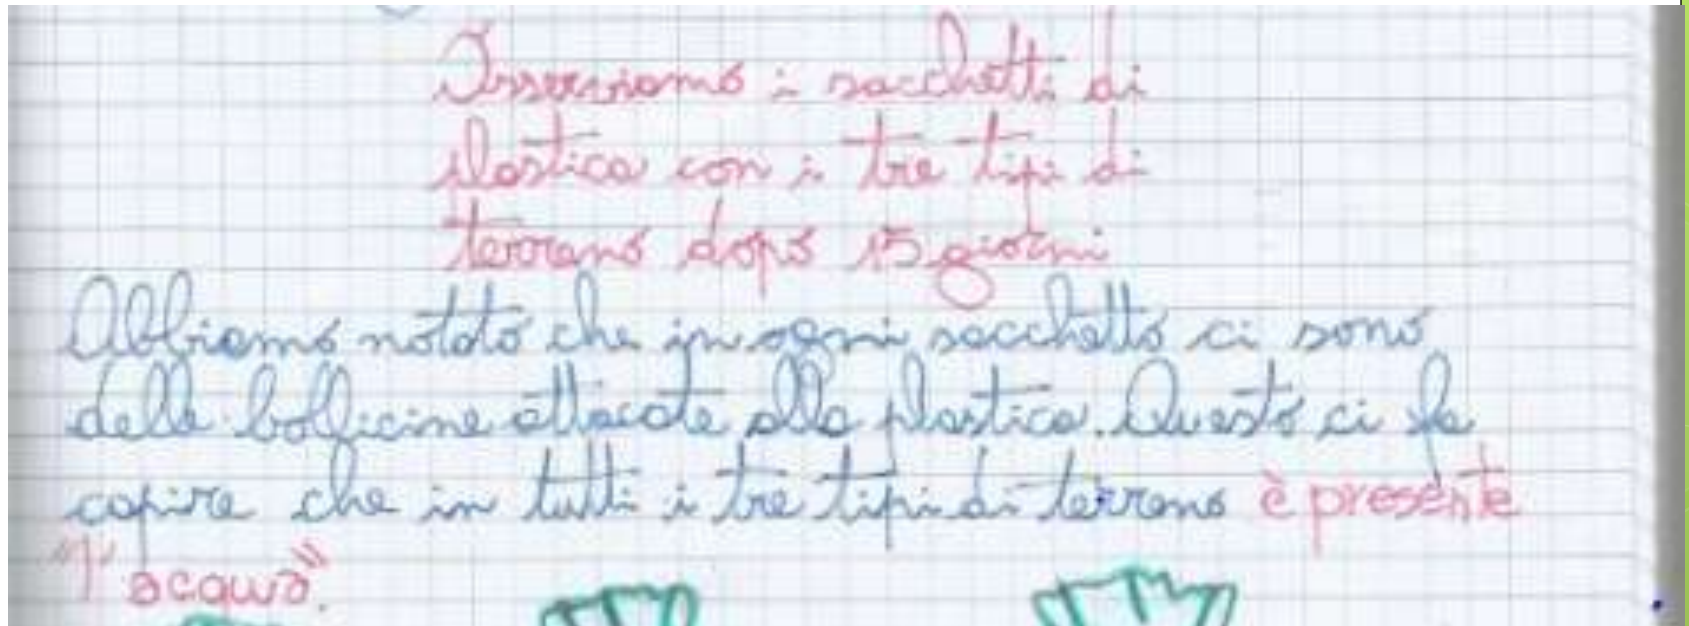 Osserviamo i sacchetti di
plastica con i tre tipi di
terreno dopo 15 giorni
Abbiamo notato che in ogni sacchetto ci sono
delle bollicine attaccate alla plastica. Questo ci fa
capire che in tutti i tre tipi di terreno è presente
"l'acqua".